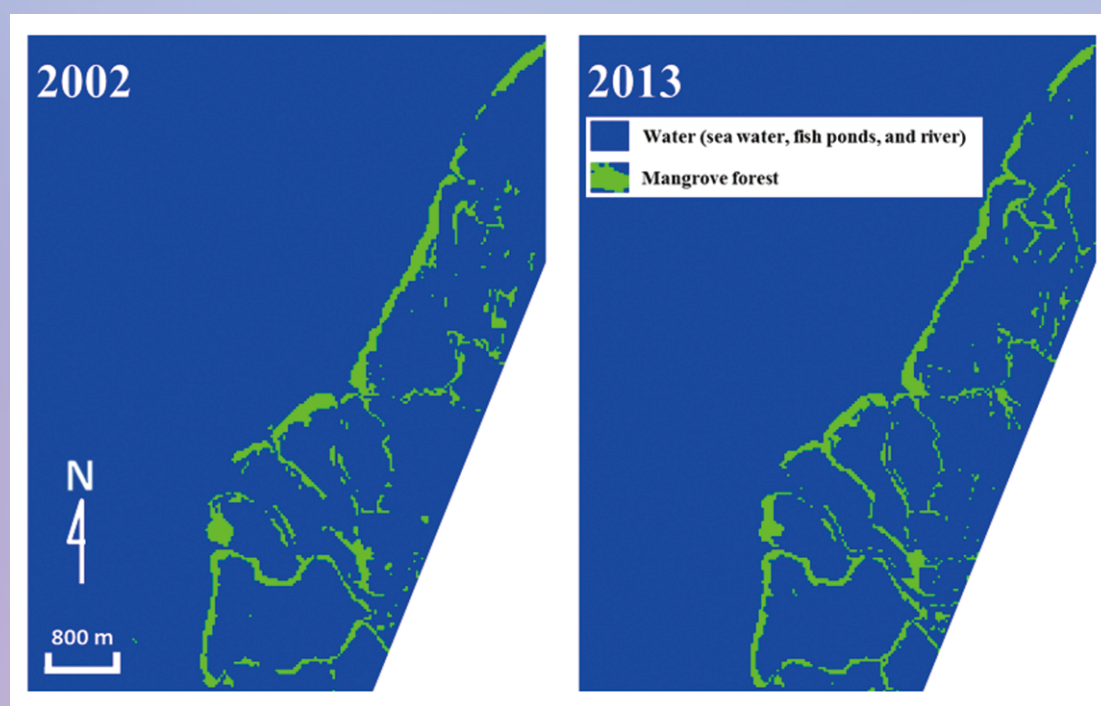 2002
2013
Water (sea water, fish ponds, and river)
Mangrove forest
N
800 m